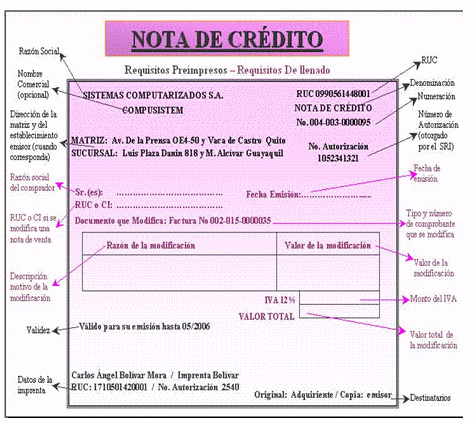 NOTA DE CRÉDITO
Requisitos Preimpresos – Requisitos De llenado
Razón Social
Nombre
Comercial
(opcional)
Dirección de la
matriz y del
establecimiento
emisor (cuando
corresponda)
Razón social
del comprador
RUC o CI si se
modifica una
nota de venta
Descripción
motivo de la
modificación
Validez
Datos de la
imprenta
SISTEMAS COMPUTARIZADOS S.A.
COMPUSISTEM
MATRIZ: Av. De la Prensa OE4-50 y Vaca de Castro Quito
SUCURSAL: Luis Plaza Danin 818 y M. Alcivar Guayaquil
RUC 0990561448001
NOTA DE CRÉDITO
No. 004-003-0000095
No. Autorización
1052341321
Sr.(es): ................................
Fecha Emisión:........................
RUC o CI: ................................
Documento que Modifica: Factura No 002-015-0000035
Razón de la modificación
Valor de la modificación
IVA 12%
VALOR TOTAL
Válido para su emisión hasta 05/2006
Carlos Ángel Bolívar Mora / Imprenta Bolívar
RUC: 1710501420001 / No. Autorización 2540
Original: Adquiriente / Copia: emisor
RUC
Denominación
Numeración
Número de
Autorización
(otorgado
por el SRI)
Fecha de
emisión
Tipo y número
de comprobante
que se modifica
Valor de la
modificación
Monto del IVA
Valor total de
la modificación
Destinatarios